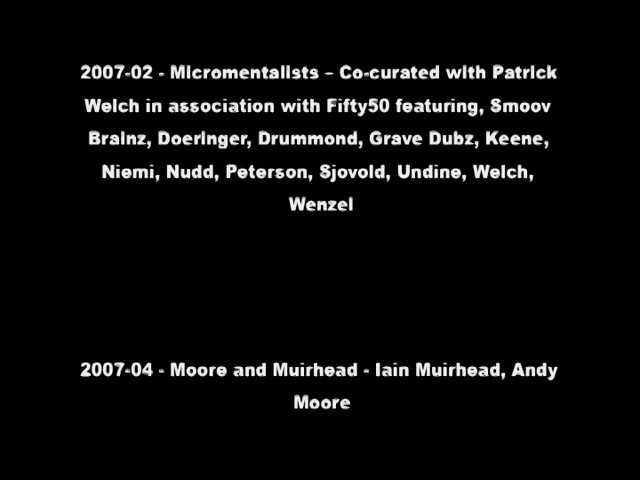 2007-02 - Micromentalists – Co-curated with Patrick
Welch in association with Fifty50 featuring, Smoov
Brainz, Doeringer, Drummond, Grave Dubz, Keene,
Niemi, Nudd, Peterson, Sjovold, Undine, Welch,
Wenzel
2007-04 - Moore and Muirhead - Iain Muirhead, Andy
Moore